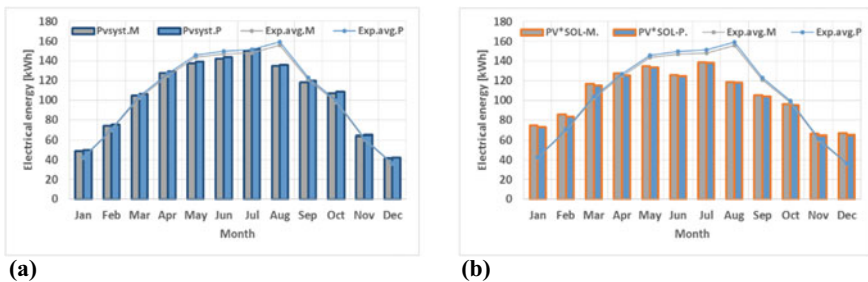 Pvsyst.M Pvsyst.P Exp.avg.M Exp.avg.P
Electrical energy [kWh]
180
160
140
120
100
80
60
40
20
0
Jan Feb Mar Apr May Jun Jul Aug Sep Oct Nov Dec
Month
(a)
PV*SOL-M. PV*SOL-P. Exp.avg.M Exp.avg.P
Electrical energy [kWh]
180
160
140
120
100
80
60
40
20
0
Jan Feb Mar Apr May Jun Jul Aug Sep Oct Nov Dec
Month
(b)